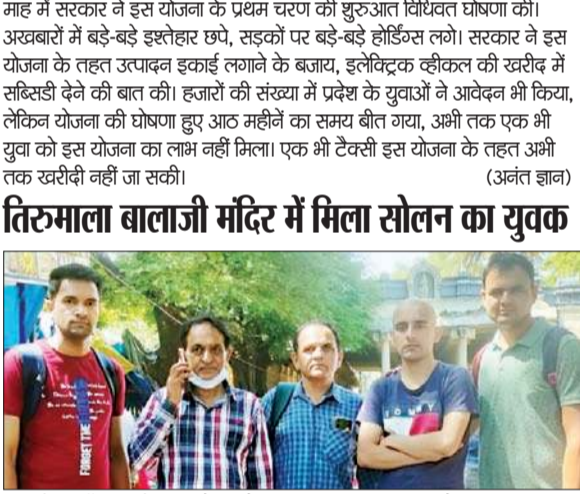 माह में सरकार ने इस योजना के प्रथम चरण की शुरुआत विधिवत घोषणा की।
अखबारों में बड़े-बड़े इश्तेहार छपे, सड़कों पर बड़े-बड़े होर्डिंग्स लगे। सरकार ने इस
योजना के तहत उत्पादन इकाई लगाने के बजाय, इलेक्ट्रिक व्हीकल की खरीद में
सब्सिडी देने की बात की। हजारों की संख्या में प्रदेश के युवाओं ने आवेदन भी किया,
लेकिन योजना की घोषणा हुए आठ महीनें का समय बीत गया, अभी तक एक भी
युवा को इस योजना का लाभ नहीं मिला। एक भी टैक्सी इस योजना के तहत अभी
तक खरीदी नहीं जा सकी। (अनंत ज्ञान)
तिरुमाला बालाजी मंदिर में मिला सोलन का युवक
FORGET THE
TOMMY